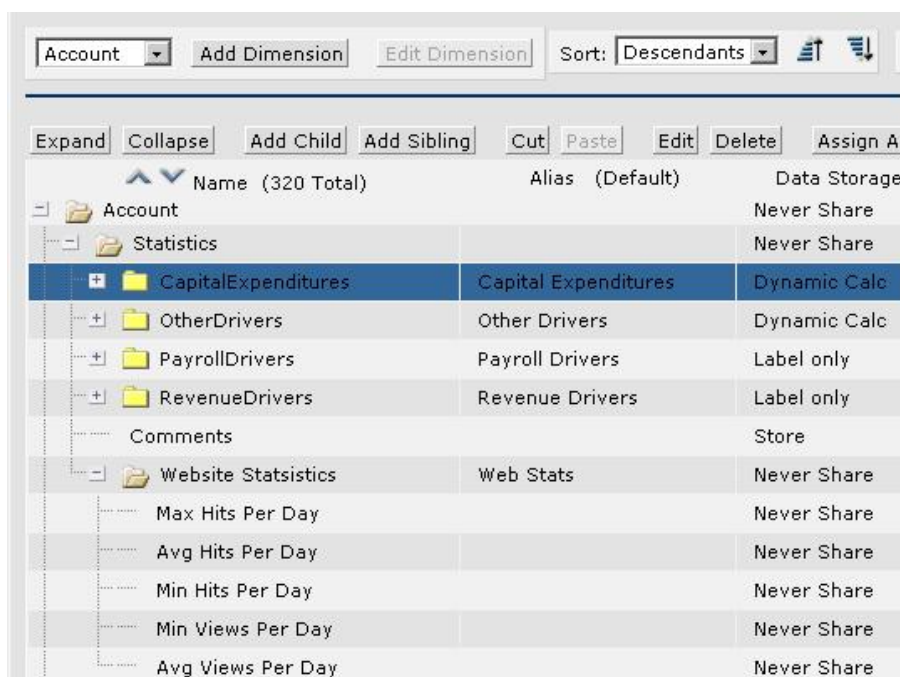 Account Add Dimension Edit Dimension Sort: Descendants
Expand Collapse Add Child Add Sibling Cut Paste Edit Delete Assign A
Name (320 Total) Alias (Default) Data Storage
Account Never Share
Statistics Never Share
CapitalExpenditures Capital Expenditures Dynamic Calc
OtherDrivers Other Drivers Dynamic Calc
PayrollDrivers Payroll Drivers Label only
RevenueDrivers Revenue Drivers Label only
Comments Store
Website Statsistics Web Stats Never Share
Max Hits Per Day Never Share
Avg Hits Per Day Never Share
Min Hits Per Day Never Share
Min Views Per Day Never Share
Avg Views Per Day Never Share